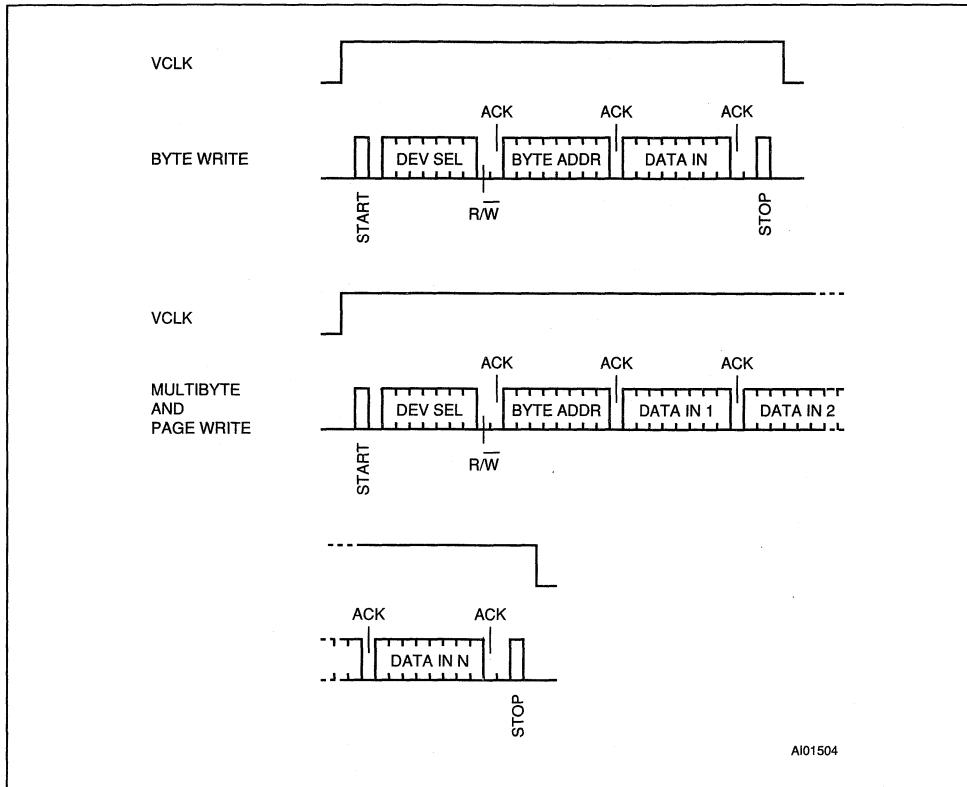 VCLK
ACK ACK ACK
BYTE WRITE
DEV SEL BYTE ADDR DATA IN
R/W̅
START
STOP
VCLK
ACK ACK ACK
MULTIBYTE
AND
PAGE WRITE
DEV SEL BYTE ADDR DATA IN 1 DATA IN 2
R/W̅
START
ACK ACK
DATA IN N
STOP
AI01504